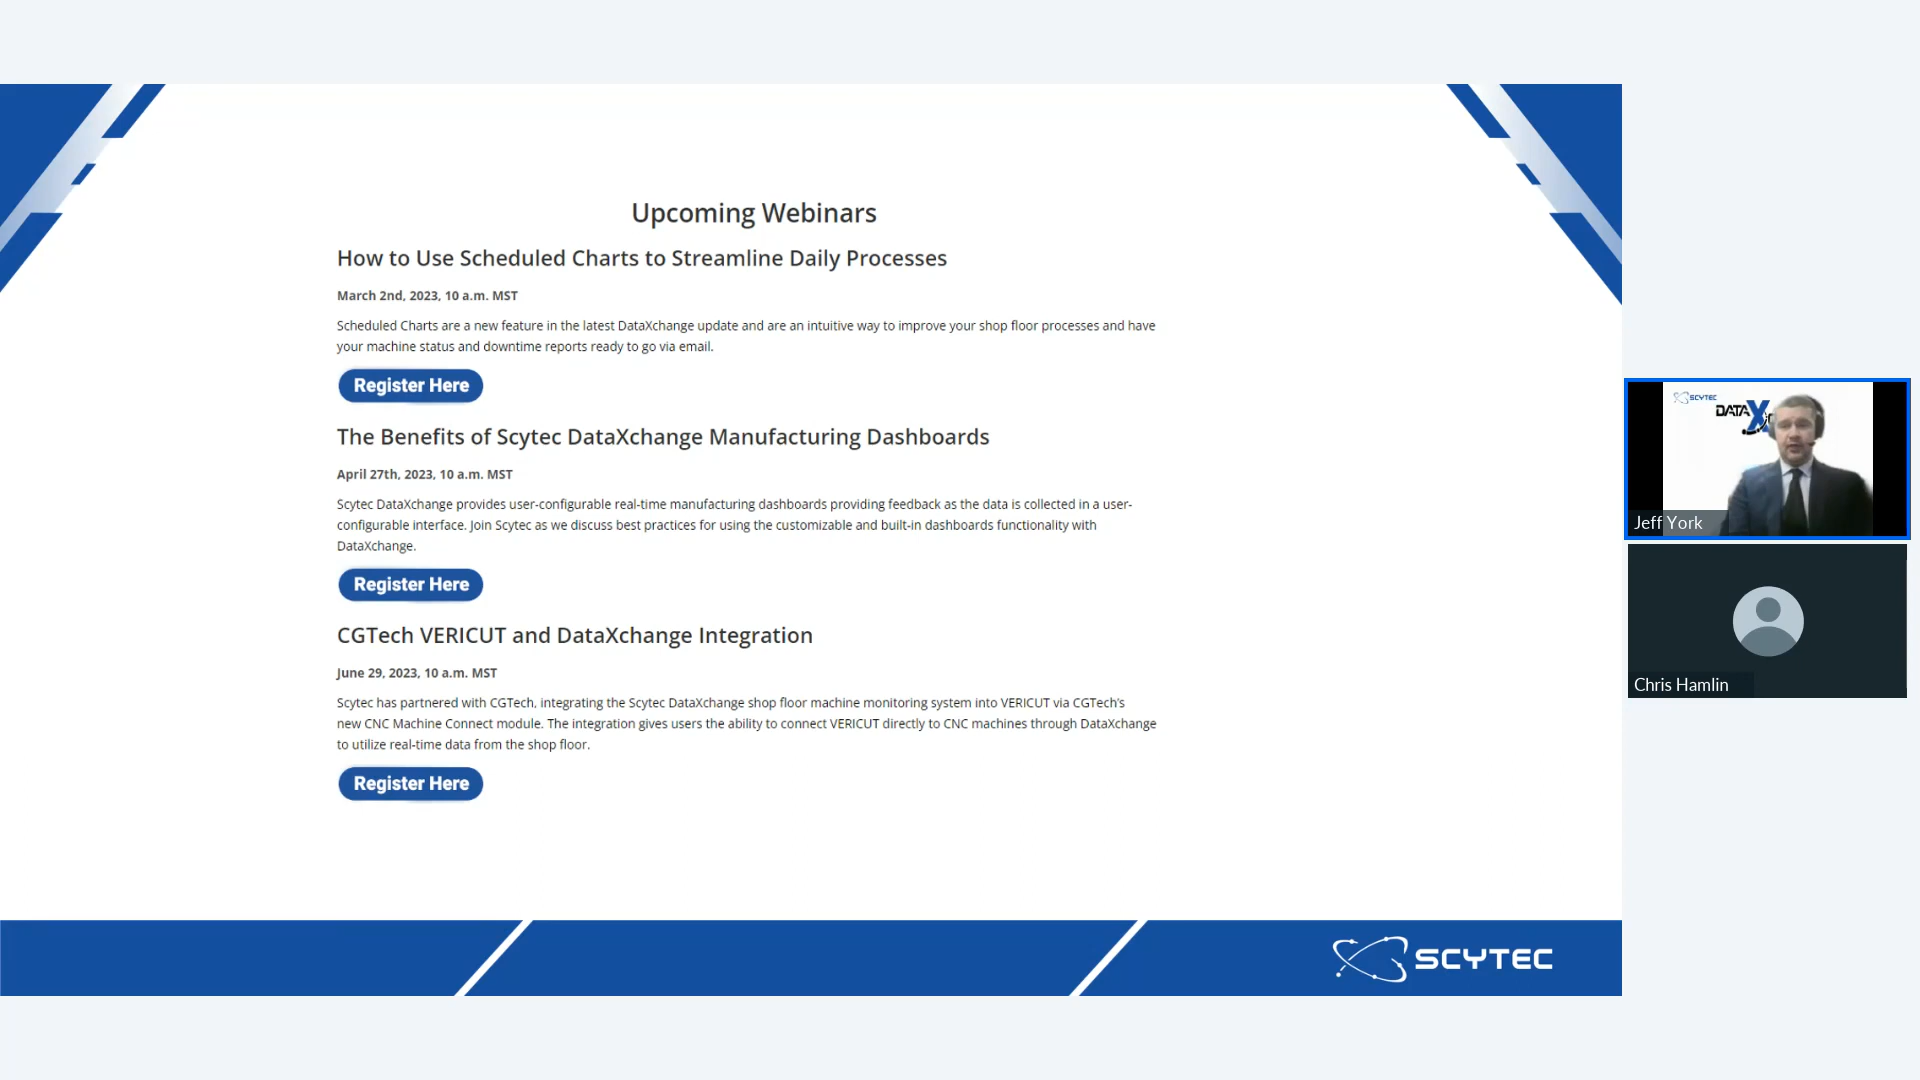 Upcoming Webinars
How to Use Scheduled Charts to Streamline Daily Processes
March 2nd, 2023, 10 a.m. MST
Scheduled Charts are a new feature in the latest DataXchange update and are an intuitive way to improve your shop floor processes and have
your machine status and downtime reports ready to go via email.
Register Here
The Benefits of Scytec DataXchange Manufacturing Dashboards
April 27th, 2023, 10 a.m. MST
Scytec DataXchange provides user-configurable real-time manufacturing dashboards providing feedback as the data is collected in a user-
configurable interface. Join Scytec as we discuss best practices for using the customizable and built-in dashboards functionality with
DataXchange.
Register Here
CGTech VERICUT and DataXchange Integration
June 29, 2023, 10 a.m. MST
Scytec has partnered with CGTech, integrating the Scytec DataXchange shop floor machine monitoring system into VERICUT via CGTech's
new CNC Machine Connect module. The integration gives users the ability to connect VERICUT directly to CNC machines through DataXchange
to utilize real-time data from the shop floor.
Register Here
SCYTEC
SCYTEC
DATAX
Jeff York
Chris Hamlin